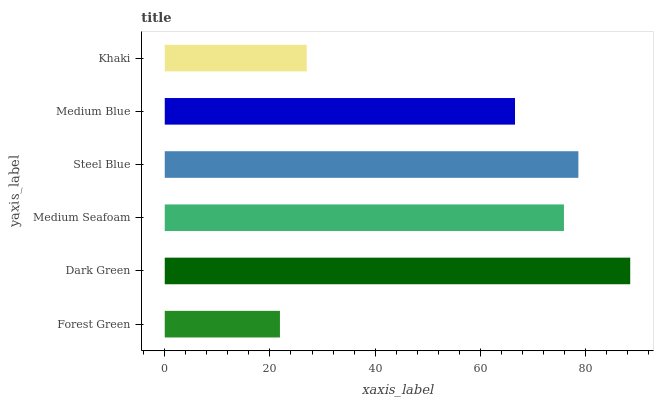 title
Khaki
Medium Blue
Steel Blue
Medium Seafoam
Dark Green
Forest Green
yaxis_label
0 20 40 60 80
xaxis_label